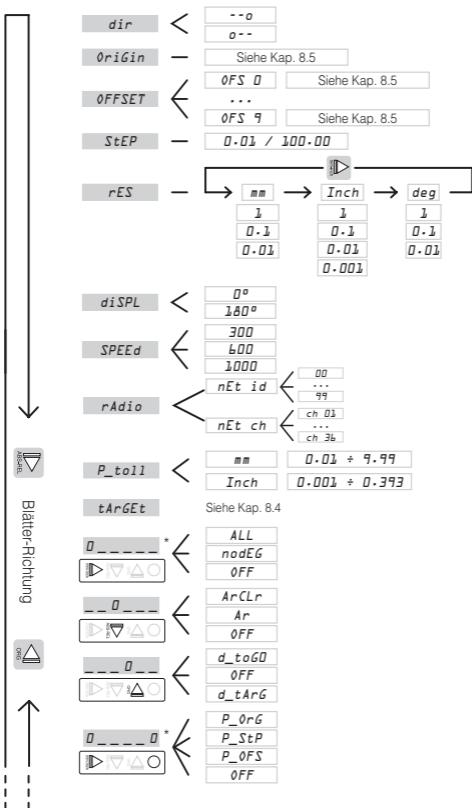 dir
--o
o--
OriGin
Siehe Kap. 8.5
OFFSET
OFS 0
Siehe Kap. 8.5
...
OFS 9
Siehe Kap. 8.5
StEP
0.01 / 100.00
rES
mm
Inch
deg
1
1
1
0.1
0.1
0.1
0.01
0.01
0.01
0.001
diSPL
0°
180°
SPEEd
300
600
1000
rAdio
nEt id
00
...
99
nEt ch
ch 01
...
ch 36
P_toll
mm
0.01 ÷ 9.99
Inch
0.001 ÷ 0.393
tArGEt
Siehe Kap. 8.4
ABS/REL
Blätter-Richtung
ORG
0_____*
ALL
nodEG
OFF
__0___
ArCLr
Ar
OFF
___0__
d_toGO
OFF
d_tArG
0____0*
P_OrG
P_StP
P_OFS
OFF